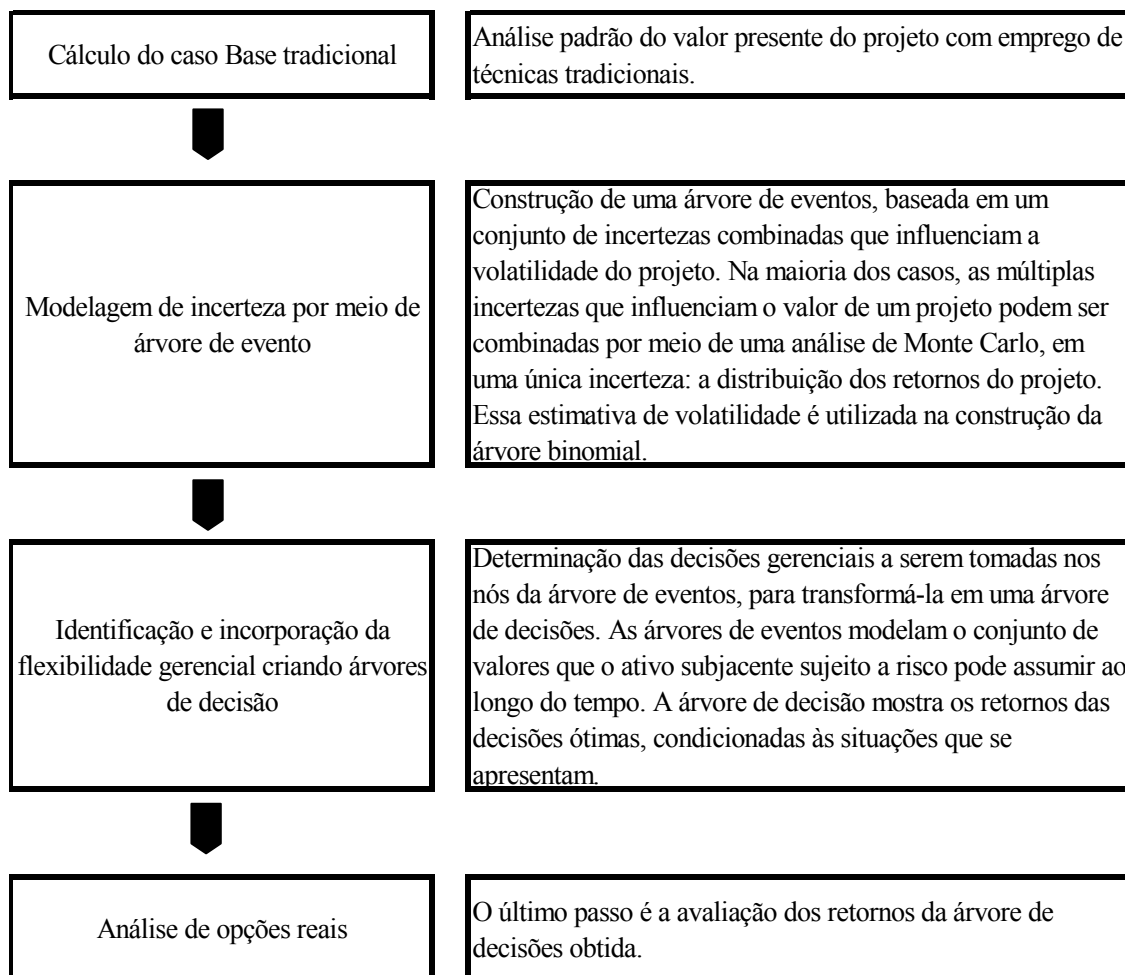 Cálculo do caso Base tradicional
Análise padrão do valor presente do projeto com emprego de
técnicas tradicionais.
Modelagem de incerteza por meio de
árvore de evento
Construção de uma árvore de eventos, baseada em um
conjunto de incertezas combinadas que influenciam a
volatilidade do projeto. Na maioria dos casos, as múltiplas
incertezas que influenciam o valor de um projeto podem ser
combinadas por meio de uma análise de Monte Carlo, em
uma única incerteza: a distribuição dos retornos do projeto.
Essa estimativa de volatilidade é utilizada na construção da
árvore binomial.
Identificação e incorporação da
flexibilidade gerencial criando árvores
de decisão
Determinação das decisões gerenciais a serem tomadas nos
nós da árvore de eventos, para transformá-la em uma árvore
de decisões. As árvores de eventos modelam o conjunto de
valores que o ativo subjacente sujeito a risco pode assumir ao
longo do tempo. A árvore de decisão mostra os retornos das
decisões ótimas, condicionadas às situações que se
apresentam.
Análise de opções reais
O último passo é a avaliação dos retornos da árvore de
decisões obtida.